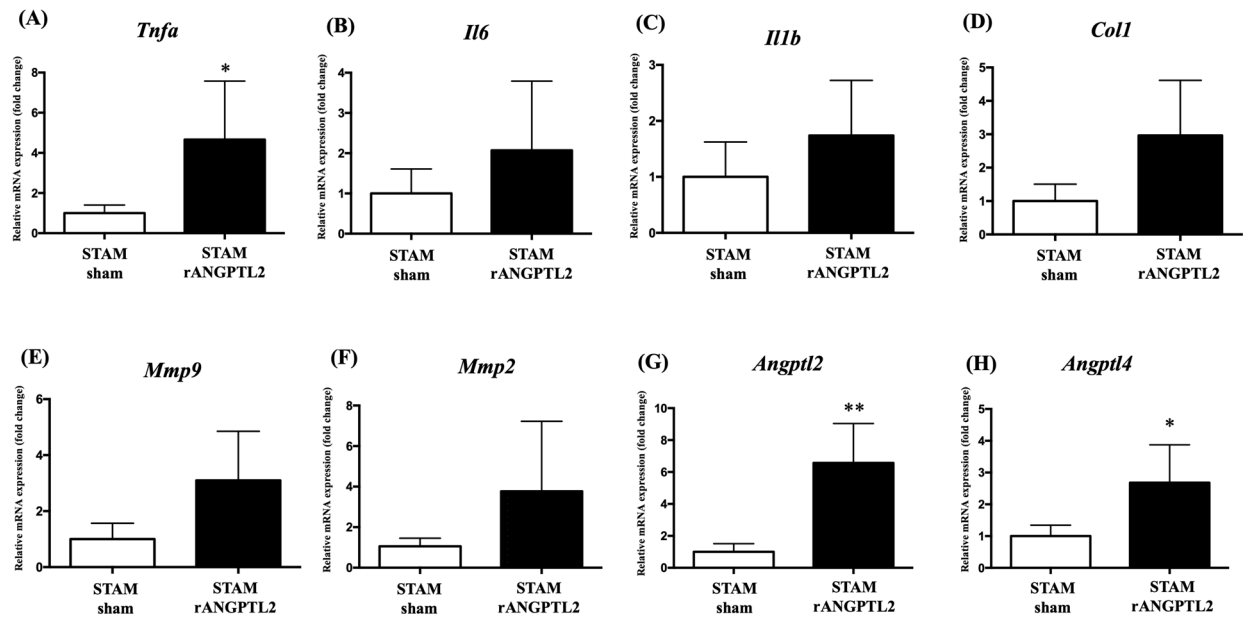 (A)
Tnfa
Relative mRNA expression (fold change)
8
6
4
2
0
*
STAM
sham
STAM
rANGPTL2
(B)
Il6
Relative mRNA expression (fold change)
4
3
2
1
0
STAM
sham
STAM
rANGPTL2
(C)
Il1b
Relative mRNA expression (fold change)
3
2
1
0
STAM
sham
STAM
rANGPTL2
(D)
Col1
Relative mRNA expression (fold change)
5
4
3
2
1
0
STAM
sham
STAM
rANGPTL2
(E)
Mmp9
Relative mRNA expression (fold change)
6
4
2
0
STAM
sham
STAM
rANGPTL2
(F)
Mmp2
Relative mRNA expression (fold change)
8
6
4
2
0
STAM
sham
STAM
rANGPTL2
(G)
Angptl2
Relative mRNA expression (fold change)
10
8
6
4
2
0
**
STAM
sham
STAM
rANGPTL2
(H)
Angptl4
Relative mRNA expression (fold change)
5
4
3
2
1
0
*
STAM
sham
STAM
rANGPTL2